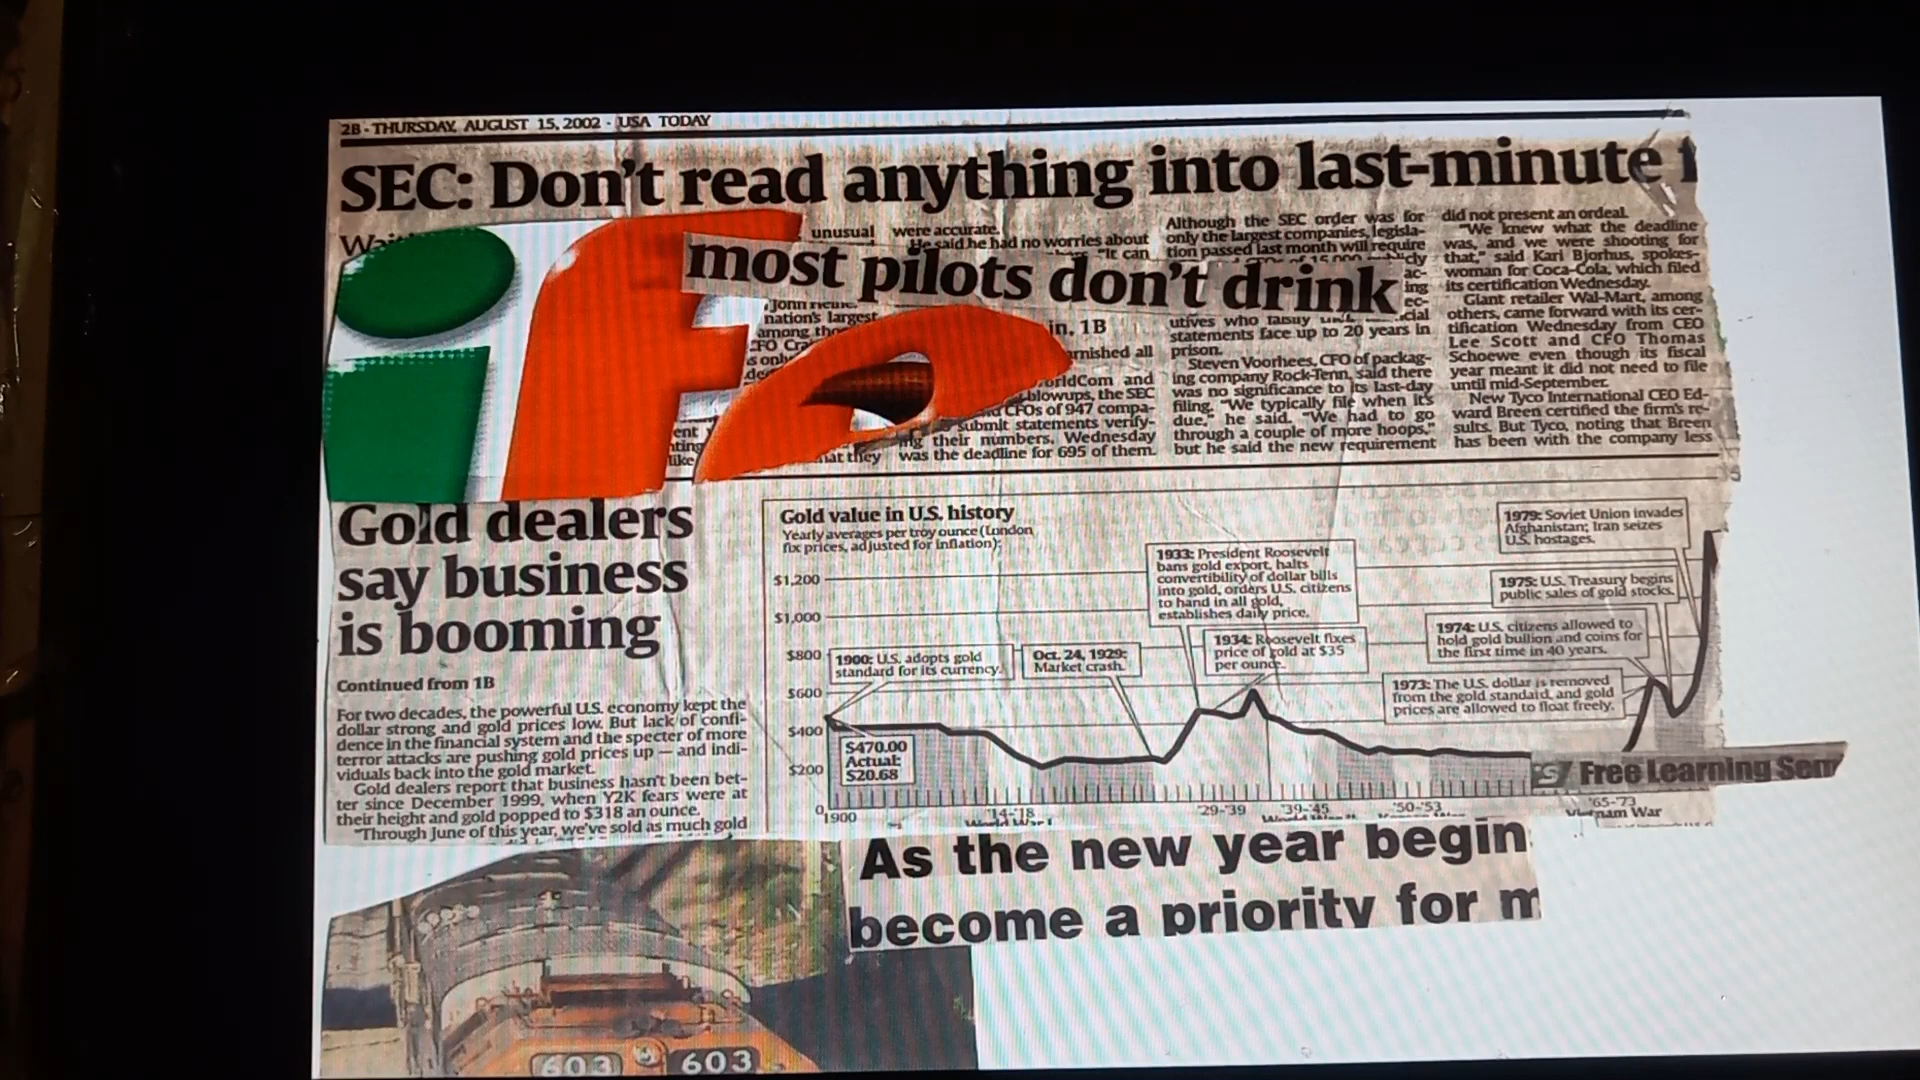 2B - THURSDAY, AUGUST 15, 2002 - USA TODAY
SEC: Don't read anything into last-minute
ifo
most pilots don't drink
unusual
were accurate.
He said he had no worries about
"It can
John
nation's largest
among
CFO
in, 1B
WorldCom and
blowups, the SEC
CFOs of 947 compa-
submit statements verify-
ing their numbers. Wednesday
was the deadline for 695 of them.
that they
like
Although the SEC order was for
only the largest companies, legisla-
tion passed last month will require
ac-
ing
ec-
utives who falsify
statements face up to 20 years in
prison.
Steven Voorhees, CFO of packag-
ing company Rock-Tenn, said there
was no significance to its last-day
filing. "We typically file when it's
due," he said. "We had to go
through a couple of more hoops,"
but he said the new requirement
did not present an ordeal.
"We knew what the deadline
was, and we were shooting for
that," said Kari Bjorhus, spokes-
woman for Coca-Cola, which filed
its certification Wednesday.
Giant retailer Wal-Mart, among
others, came forward with its cer-
tification Wednesday from CEO
Lee Scott and CFO Thomas
Schoewe even though its fiscal
year meant it did not need to file
until mid-September.
New Tyco International CEO Ed-
ward Breen certified the firm's re-
sults. But Tyco, noting that Breen
has been with the company less
Gold dealers
say business
is booming
Continued from 1B
For two decades, the powerful U.S. economy kept the
dollar strong and gold prices low. But lack of confi-
dence in the financial system and the specter of more
terror attacks are pushing gold prices up — and indi-
viduals back into the gold market.
Gold dealers report that business hasn't been bet-
ter since December 1999, when Y2K fears were at
their height and gold popped to $318 an ounce.
"Through June of this year, we've sold as much gold
Gold value in U.S. history
Yearly averages per troy ounce (London
fix prices, adjusted for inflation):
$1,200
$1,000
$800
$600
$400
$200
0
1900: U.S. adopts gold
standard for its currency.
$470.00
Actual:
$20.68
Oct. 24, 1929:
Market crash.
1933: President Roosevelt
bans gold export, halts
convertibility of dollar bills
into gold, orders U.S. citizens
to hand in all gold,
establishes daily price.
1934: Roosevelt fixes
price of gold at $35
per ounce.
1979: Soviet Union invades
Afghanistan; Iran seizes
U.S. hostages.
1975: U.S. Treasury begins
public sales of gold stocks.
1974: U.S. citizens allowed to
hold gold bullion and coins for
the first time in 40 years.
1973: The U.S. dollar is removed
from the gold standard, and gold
prices are allowed to float freely.
Free Learning Sem
1900
'14-'18
World War I
'29-'39
'39-'45
'50-'53
'65-'73
Vietnam War
As the new year begin
become a priority for m
603 603